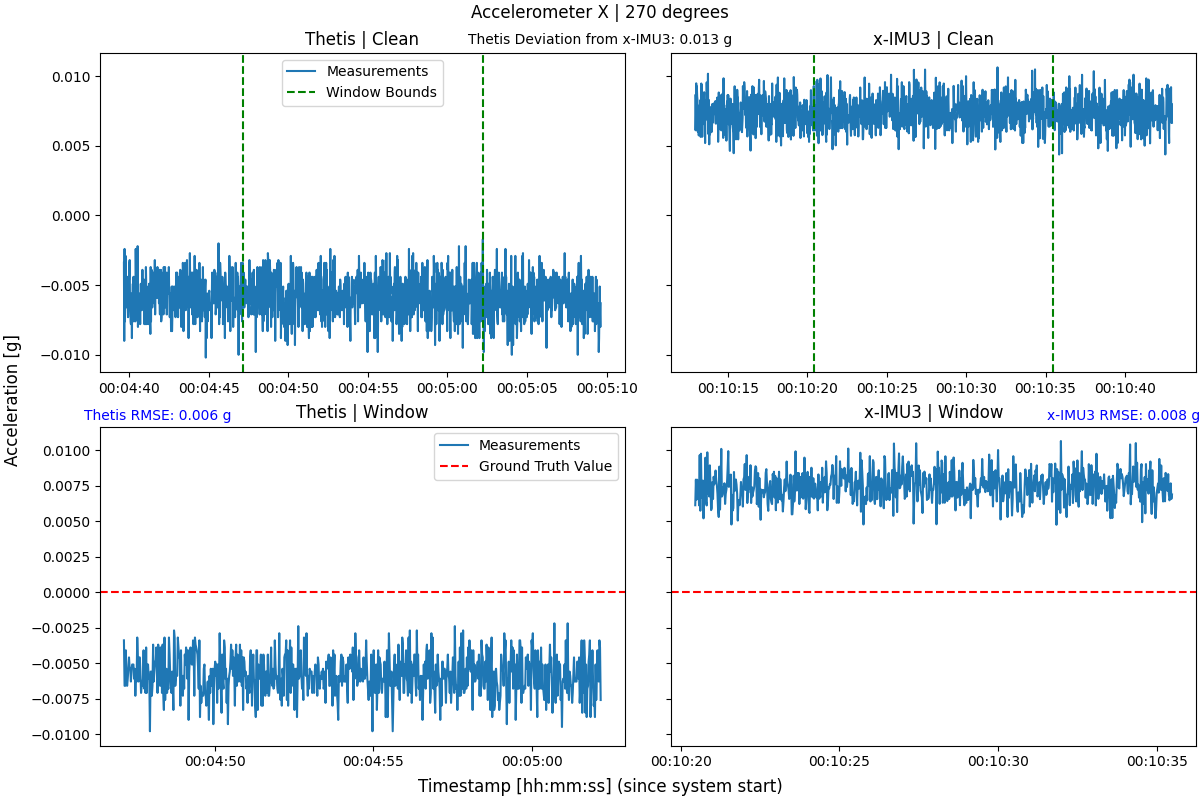 Accelerometer X | 270 degrees
Thetis | Clean
Thetis Deviation from x-IMU3: 0.013 g
x-IMU3 | Clean
Measurements
Window Bounds
0.010
0.005
0.000
−0.005
−0.010
00:04:40 00:04:45 00:04:50 00:04:55 00:05:00 00:05:05 00:05:10
00:10:15 00:10:20 00:10:25 00:10:30 00:10:35 00:10:40
Acceleration [g]
Thetis RMSE: 0.006 g
Thetis | Window
x-IMU3 | Window
x-IMU3 RMSE: 0.008 g
Measurements
Ground Truth Value
0.0100
0.0075
0.0050
0.0025
0.0000
−0.0025
−0.0050
−0.0075
−0.0100
00:04:50 00:04:55 00:05:00
00:10:20 00:10:25 00:10:30 00:10:35
Timestamp [hh:mm:ss] (since system start)